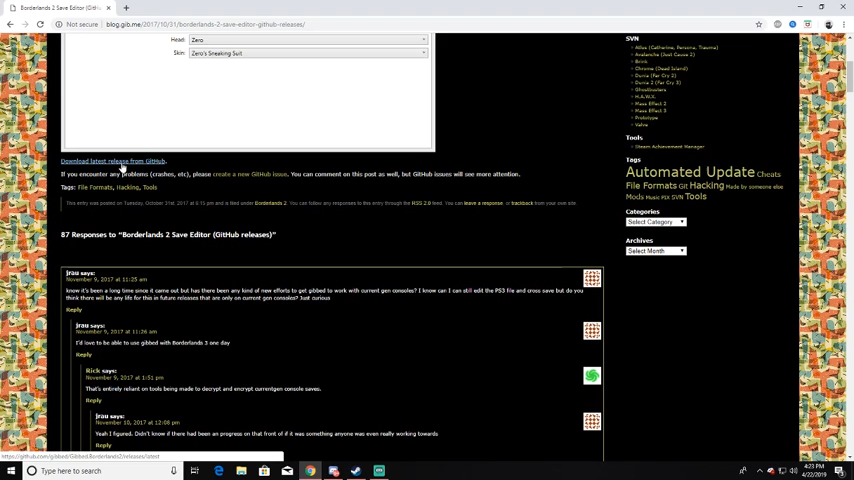 Borderlands 2 Save Editor (GitHub
Not secure | blog.gib.me/2017/10/31/borderlands-2-save-editor-github-releases/
Head: Zero
Skin: Zero's Sneaking Suit
Download latest release from GitHub.
If you encounter any problems (crashes, etc), please create a new GitHub issue. You can comment on this post as well, but GitHub issues will see more attention.
Tags: File Formats, Hacking, Tools
This entry was posted on Tuesday, October 31st, 2017 at 6:15 pm and is filed under Borderlands 2. You can follow any responses to this entry through the RSS 2.0 feed. You can leave a response, or trackback from your own site.
87 Responses to "Borderlands 2 Save Editor (GitHub releases)"
jrau says:
November 9, 2017 at 11:25 am
know it's been a long time since it came out but has there been any kind of new efforts to get gibbed to work with current gen consoles? I know can I can still edit the PS3 file and cross save but do you
think there will be any life for this in future releases that are only on current gen consoles? Just curious
Reply
jrau says:
November 9, 2017 at 11:26 am
I'd love to be able to use gibbed with Borderlands 3 one day
Reply
Rick says:
November 9, 2017 at 1:51 pm
That's entirely reliant on tools being made to decrypt and encrypt currentgen console saves.
Reply
jrau says:
November 10, 2017 at 12:08 pm
Yeah I figured. Didn't know if there had been an progress on that front of if it was something anyone was even really working towards
Reply
SVN
Atlus (Catherine, Persona, Trauma)
Avalanche (Just Cause 2)
Brink
Chrome (Dead Island)
Dunia (Far Cry 2)
Dunia 2 (Far Cry 3)
Ghostbusters
H.A.W.X.
Mass Effect 2
Mass Effect 3
Prototype
Valve
Tools
Steam Achievement Manager
Tags
Automated Update Cheats
File Formats Git Hacking Made by someone else
Mods Music PIX SVN Tools
Categories
Select Category
Archives
Select Month
https://github.com/gibbed/Gibbed.Borderlands2/releases/latest
Type here to search
4:23 PM
4/22/2019